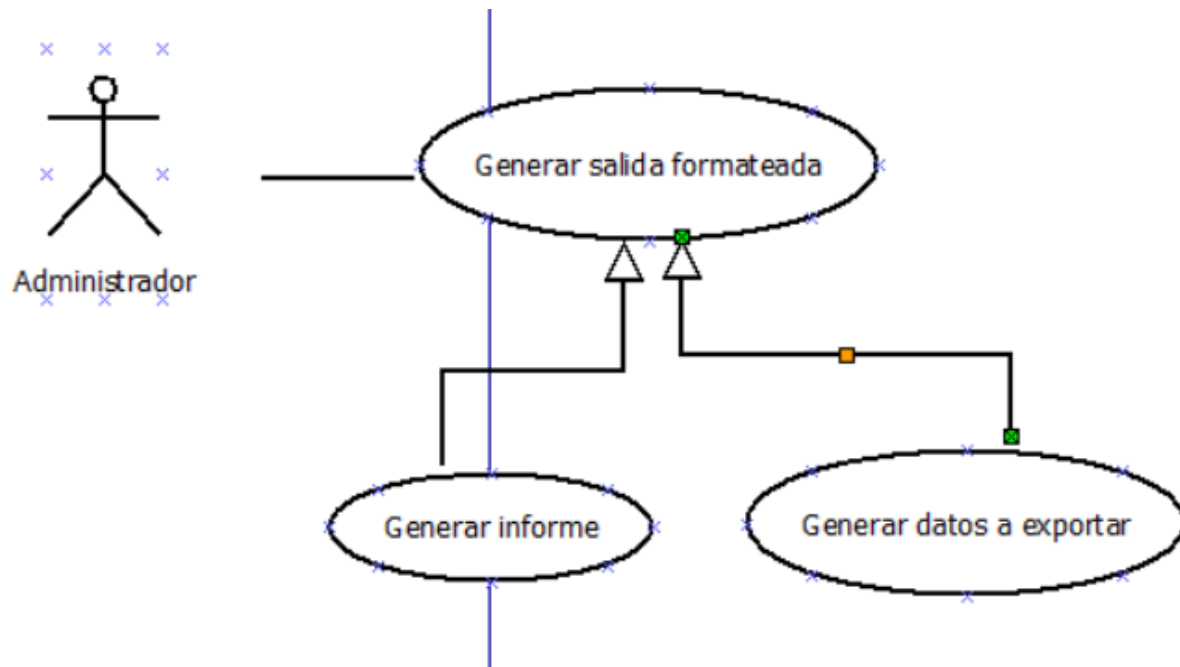 Generar salida formateada
Administrador
Generar informe
Generar datos a exportar